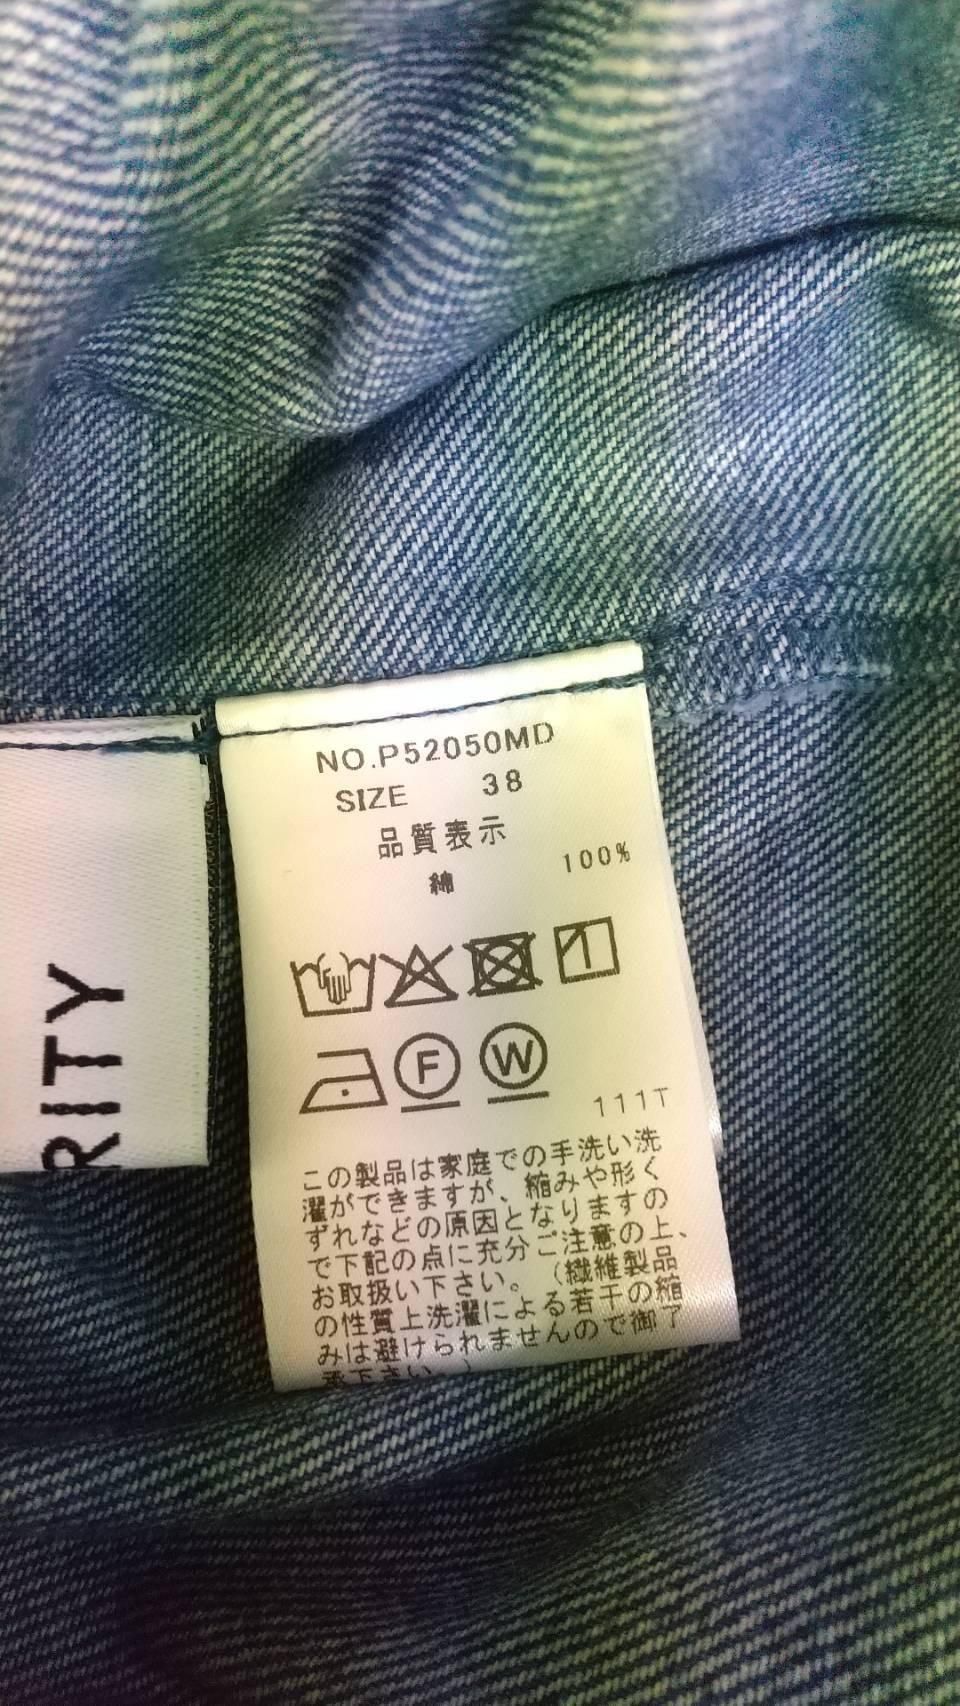 NO.P52050MD
SIZE 38
品質表示
綿 100%
F W
111T
この製品は家庭での手洗い洗
濯ができますが、縮みや形く
ずれなどの原因となりますの
で下記の点に充分ご注意の上、
お取扱い下さい。（繊維製品
の性質上洗濯による若干の縮
みは避けられませんので御了
承下さい。）
RITY